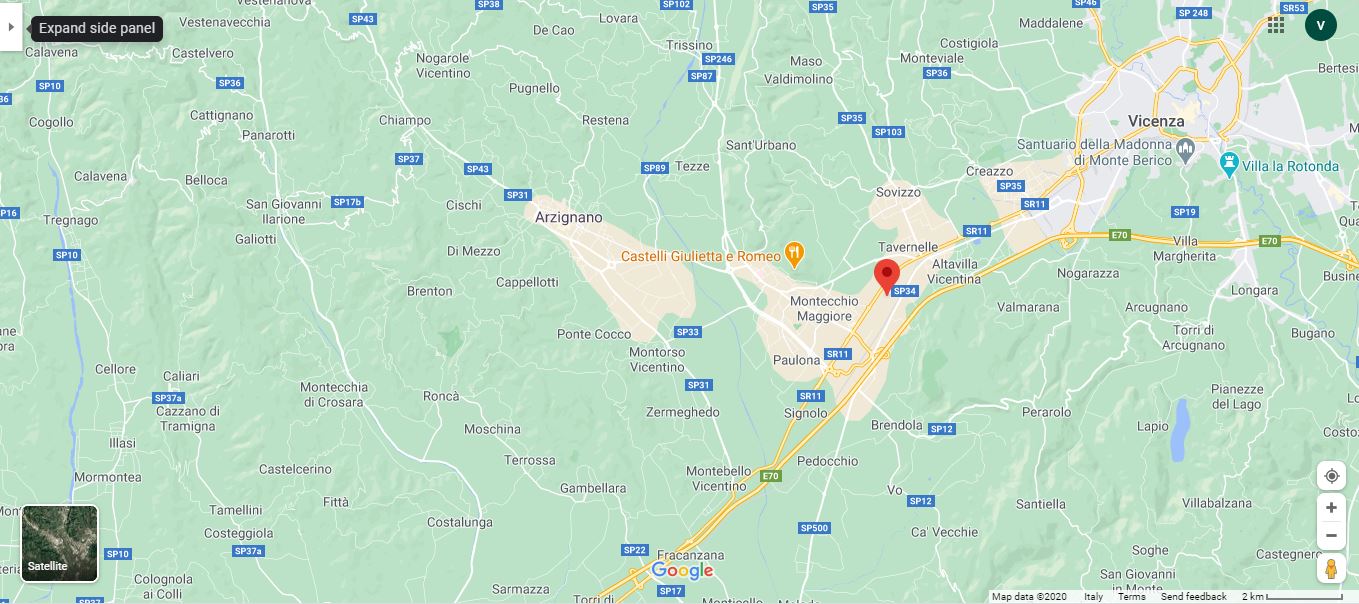 Vestenavecchia
SP43
SP38
Lovara
SP102
SP35
SP46
SP 248
SR53
Expand side panel
De Cao
Maddalene
V
Calavena
Castelvero
Trissino
Costigiola
Nogarole
Vicentino
SP246
Maso
Valdimolino
Monteviale
SP10
SP36
SP87
SP36
Pugnello
Cogollo
Cattignano
Chiampo
Restena
SP35
Vicenza
Panarotti
SP103
Sant'Urbano
Santuario della Madonna
di Monte Berico
SP37
SP43
SP89
Tezze
Creazzo
Villa la Rotonda
Calavena
Belloca
SP31
Sovizzo
SP35
SP16
San Giovanni
Ilarione
SP17b
Cischi
Arzignano
SR11
SP19
Tregnago
SR11
E70
Galiotti
Di Mezzo
Castelli Giulietta e Romeo
Tavernelle
Villa
Margherita
E70
SP10
Altavilla
Vicentina
Nogarazza
Cappellotti
Brenton
SP34
Longara
Montecchio
Maggiore
Valmarana
Arcugnano
Ponte Cocco
SP33
Torri di
Arcugnano
Bugano
Montorso
Vicentino
Paulona
SR11
Cellore
Caliari
Montecchia
di Crosara
SP31
Roncà
SR11
Pianezze
del Lago
SP37a
Cazzano di
Tramigna
Zermeghedo
Signolo
Perarolo
Moschina
Brendola
SP12
Lapio
Illasi
Castelcerino
Terrossa
Pedocchio
Mormontea
Montebello
Vicentino
E70
Gambellara
Vo
Fittà
SP12
Santiella
Villabalzana
Tamellini
Costeggiola
Costalunga
SP500
Ca' Vecchie
Satellite
SP10
SP37a
SP22
Fracanzana
Soghe
Castegnero
Google
Colognola
ai Colli
Sarmazza
SP17
San Giovanni
in Monte
SP37
Torri di
Map data ©2020 Italy Terms Send feedback 2 km